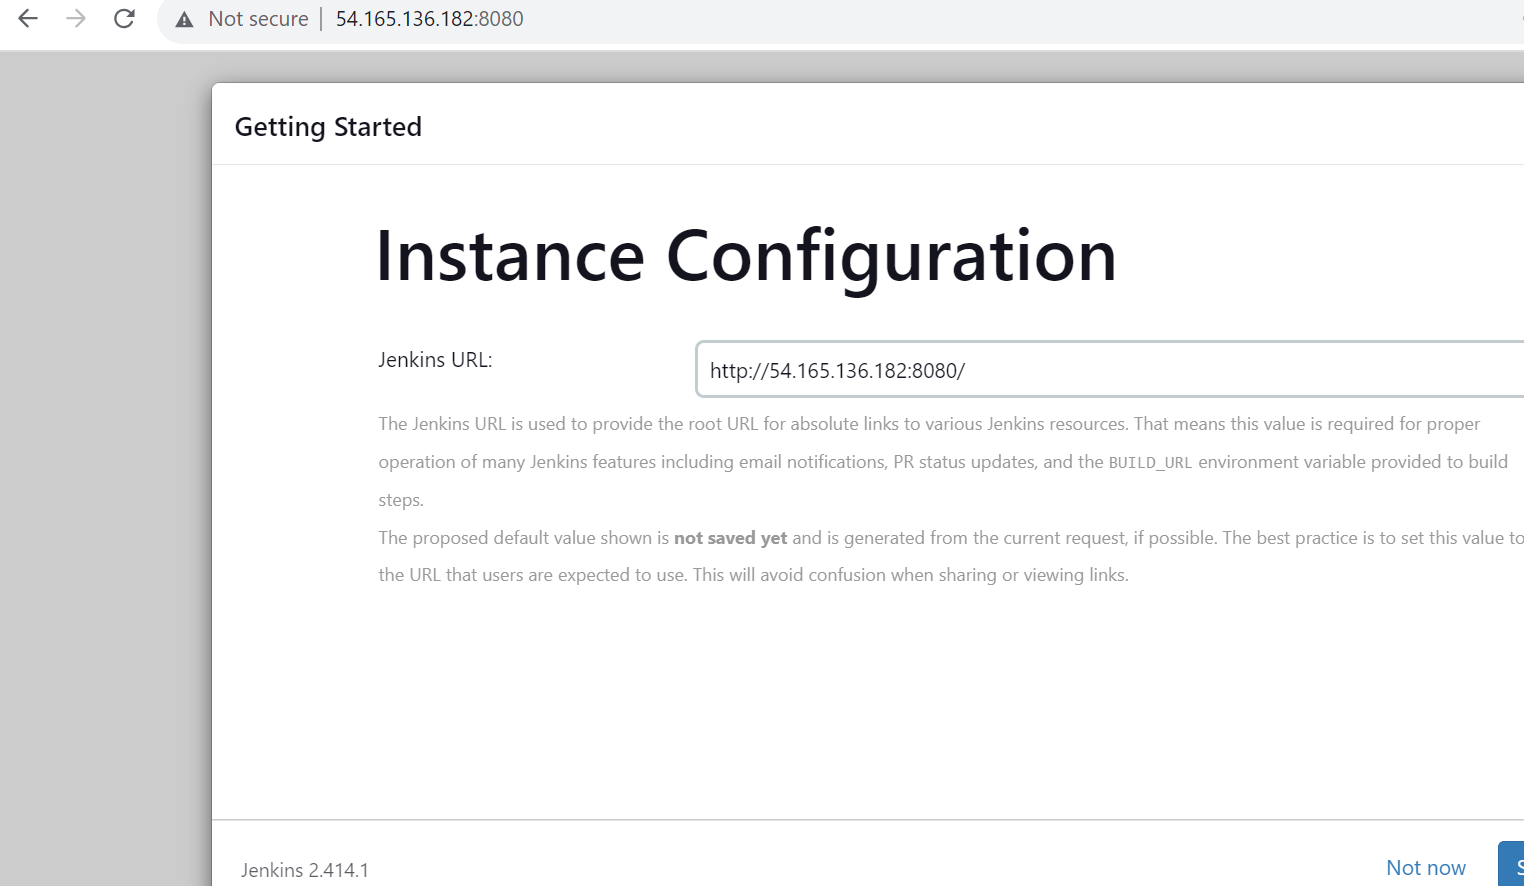 Not secure | 54.165.136.182:8080
Getting Started
Instance Configuration
Jenkins URL:
http://54.165.136.182:8080/
The Jenkins URL is used to provide the root URL for absolute links to various Jenkins resources. That means this value is required for proper
operation of many Jenkins features including email notifications, PR status updates, and the BUILD_URL environment variable provided to build
steps.
The proposed default value shown is not saved yet and is generated from the current request, if possible. The best practice is to set this value to
the URL that users are expected to use. This will avoid confusion when sharing or viewing links.
Jenkins 2.414.1
Not now